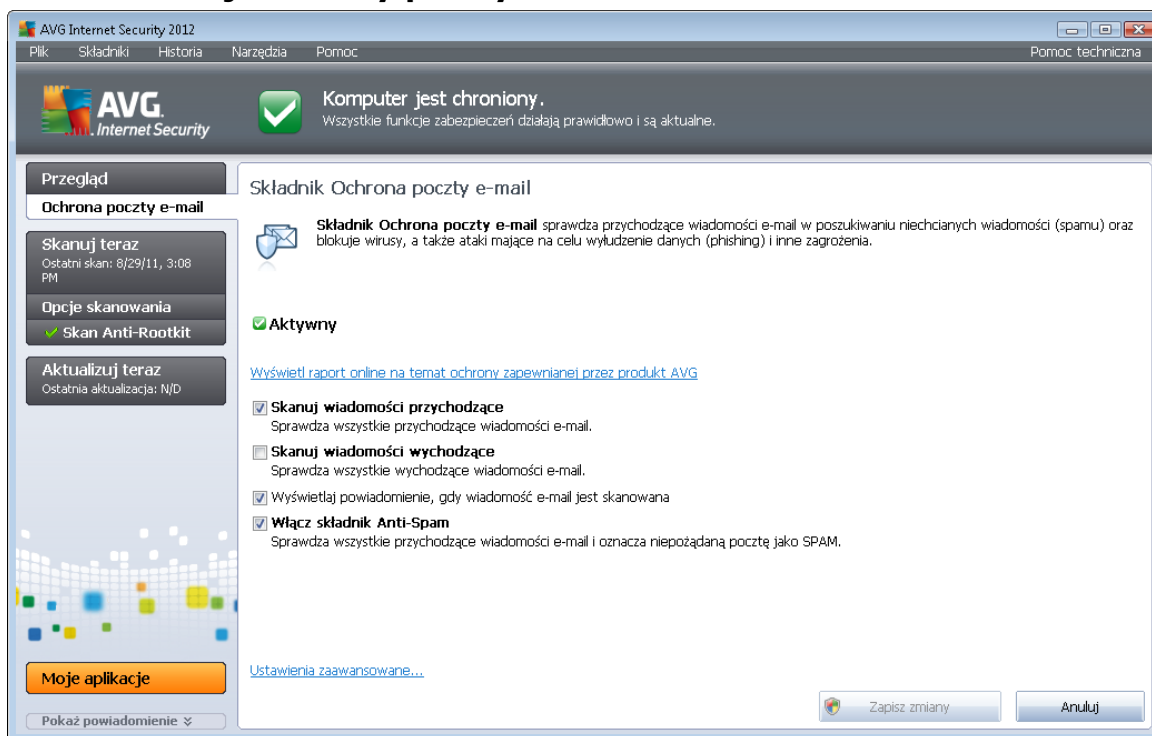 AVG Internet Security 2012
Plik Składniki Historia Narzędzia Pomoc Pomoc techniczna
AVG.
Internet Security
Komputer jest chroniony.
Wszystkie funkcje zabezpieczeń działają prawidłowo i są aktualne.
Przegląd
Ochrona poczty e-mail
Skanuj teraz
Ostatni skan: 8/29/11, 3:08
PM
Opcje skanowania
Skan Anti-Rootkit
Aktualizuj teraz
Ostatnia aktualizacja: N/D
Składnik Ochrona poczty e-mail
Składnik Ochrona poczty e-mail sprawdza przychodzące wiadomości e-mail w poszukiwaniu niechcianych wiadomości (spamu) oraz
blokuje wirusy, a także ataki mające na celu wyłudzenie danych (phishing) i inne zagrożenia.
Aktywny
Wyświetl raport online na temat ochrony zapewnianej przez produkt AVG
Skanuj wiadomości przychodzące
Sprawdza wszystkie przychodzące wiadomości e-mail.
Skanuj wiadomości wychodzące
Sprawdza wszystkie wychodzące wiadomości e-mail.
Wyświetlaj powiadomienie, gdy wiadomość e-mail jest skanowana
Włącz składnik Anti-Spam
Sprawdza wszystkie przychodzące wiadomości e-mail i oznacza niepożądaną pocztę jako SPAM.
Ustawienia zaawansowane...
Moje aplikacje
Pokaż powiadomienie
Zapisz zmiany
Anuluj